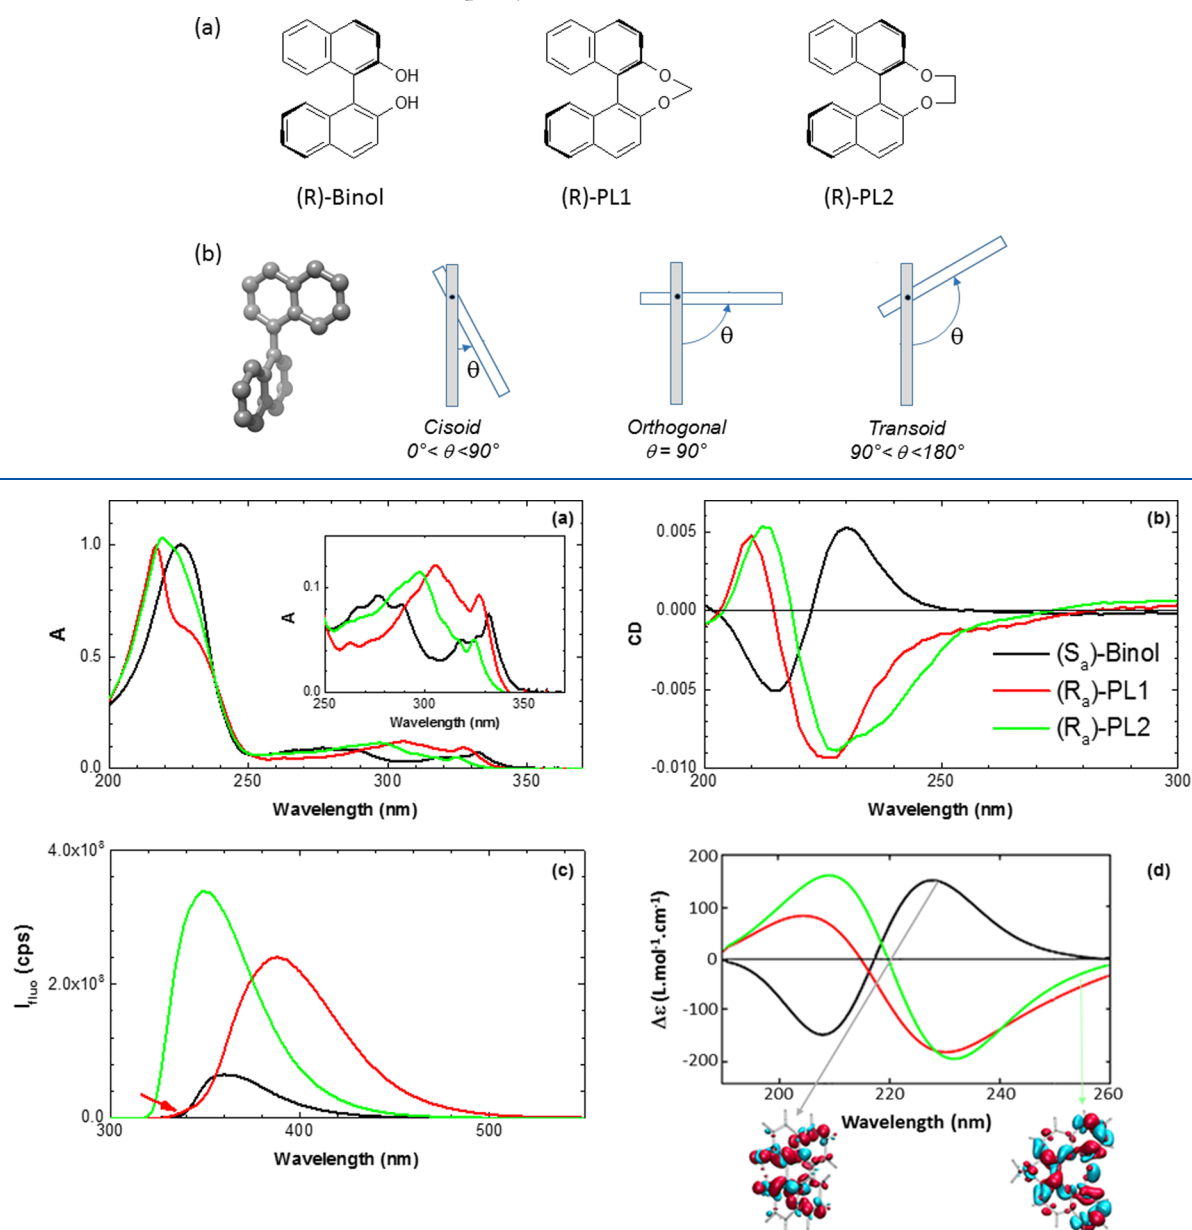 (a)
OH
OH
O
O
O
O
(R)-Binol
(R)-PL1
(R)-PL2
(b)
θ
θ
θ
Cisoid
0°< θ <90°
Orthogonal
θ = 90°
Transoid
90°< θ <180°
(a)
A
1.0
0.5
0.0
200
250
300
350
Wavelength (nm)
A
0.1
0.0
250
300
350
Wavelength (nm)
(b)
CD
0.005
0.000
-0.005
-0.010
200
250
300
Wavelength (nm)
(Sa)-Binol
(Ra)-PL1
(Ra)-PL2
(c)
Ifluo (cps)
4.0x10⁸
2.0x10⁸
0.0
300
400
500
Wavelength (nm)
(d)
Δε (L.mol⁻¹.cm⁻¹)
200
100
0
-100
-200
200
220
240
260
Wavelength (nm)